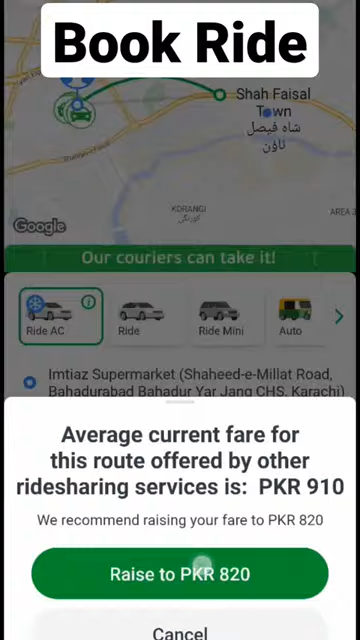 Book Ride
Shah Faisal
Town
شاه فيصل
ٹاؤن
KORANGI
کورنگی
AREA
Google
Our couriers can take it!
Ride AC
Ride
Ride Mini
Auto
Imtiaz Supermarket (Shaheed-e-Millat Road,
Bahadurabad Bahadur Yar Jang CHS, Karachi)
Average current fare for
this route offered by other
ridesharing services is: PKR 910
We recommend raising your fare to PKR 820
Raise to PKR 820
Cancel